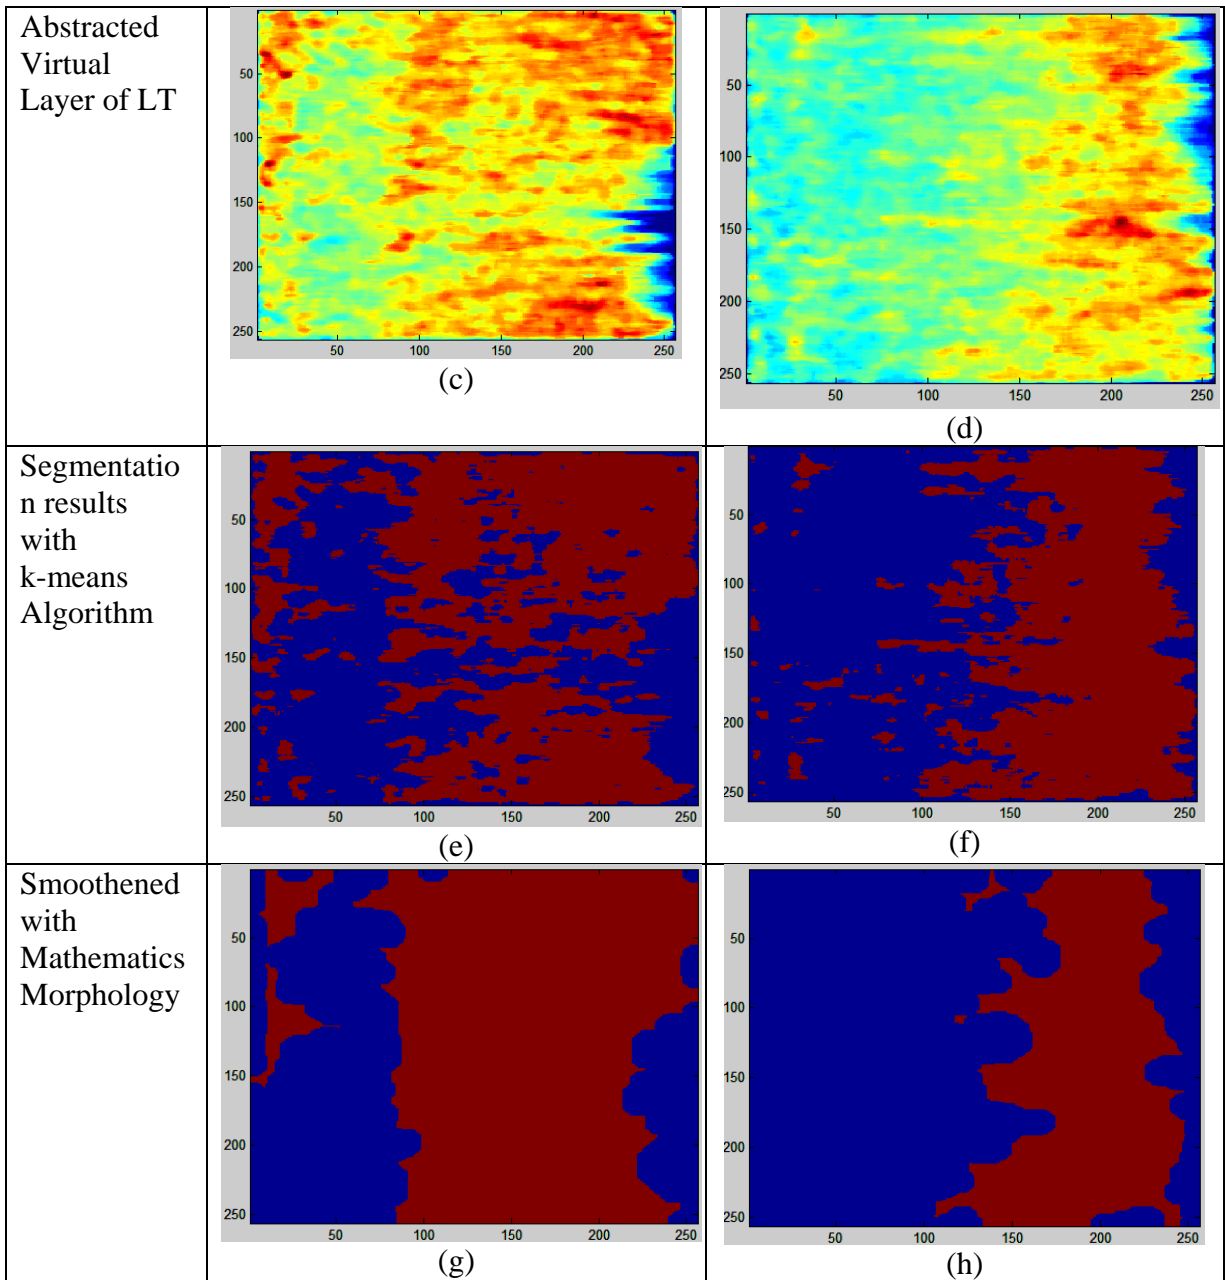 Abstracted
Virtual
Layer of LT
50
100
150
200
250
50 100 150 200 250
(c)
50
100
150
200
250
50 100 150 200 250
(d)
Segmentatio
n results
with
k-means
Algorithm
50
100
150
200
250
50 100 150 200 250
(e)
50
100
150
200
250
50 100 150 200 250
(f)
Smoothened
with
Mathematics
Morphology
50
100
150
200
250
50 100 150 200 250
(g)
50
100
150
200
250
50 100 150 200 250
(h)